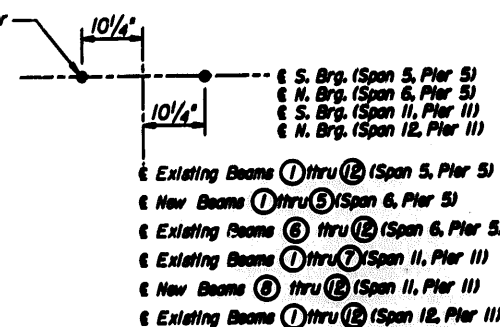 r
10¼"
10¼"
℄ S. Brg. (Span 5, Pier 5)
℄ N. Brg. (Span 6, Pier 5)
℄ S. Brg. (Span 11, Pier 11)
℄ N. Brg. (Span 12, Pier 11)
℄ Existing Beams ① thru ⑫ (Span 5, Pier 5)
℄ New Beams ① thru ⑤ (Span 6, Pier 5)
℄ Existing Beams ⑥ thru ⑫ (Span 6, Pier 5)
℄ Existing Beams ① thru ⑦ (Span 11, Pier 11)
℄ New Beams ⑧ thru ⑫ (Span 11, Pier 11)
℄ Existing Beams ① thru ⑫ (Span 12, Pier 11)